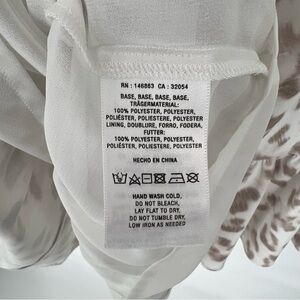 RN : 146863 CA : 32054
BASE, BASE, BASE, BASE,
TRÄGERMATERIAL:
100% POLYESTER, POLYESTER,
POLIÉSTER, POLIESTERE, POLYESTER
LINING, DOUBLURE, FORRO, FODERA,
FUTTER:
100% POLYESTER, POLYESTER,
POLIÉSTER, POLIESTERE, POLYESTER
HECHO EN CHINA
HAND WASH COLD,
DO NOT BLEACH,
LAY FLAT TO DRY,
DO NOT TUMBLE DRY,
LOW IRON AS NEEDED